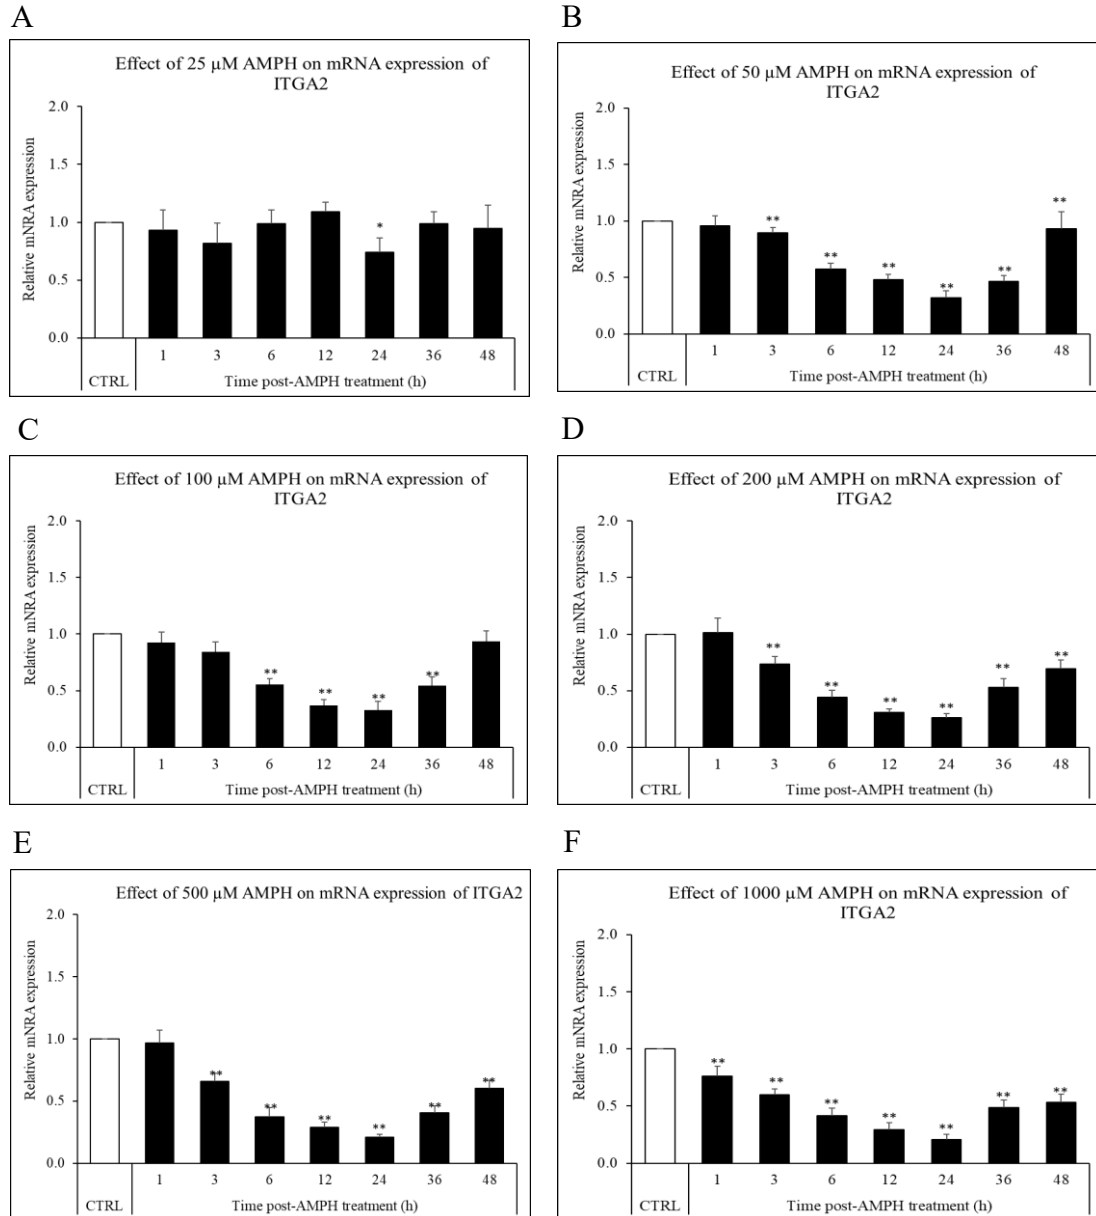 A
Effect of 25 µM AMPH on mRNA expression of
ITGA2
Relative mNRA expression
2.0
1.5
1.0
0.5
0.0
*
1 3 6 12 24 36 48
CTRL Time post-AMPH treatment (h)
B
Effect of 50 µM AMPH on mRNA expression of
ITGA2
Relative mNRA expression
2.0
1.5
1.0
0.5
0.0
** ** ** ** ** **
1 3 6 12 24 36 48
CTRL Time post-AMPH treatment (h)
C
Effect of 100 µM AMPH on mRNA expression of
ITGA2
Relative mNRA expression
2.0
1.5
1.0
0.5
0.0
** ** ** **
1 3 6 12 24 36 48
CTRL Time post-AMPH treatment (h)
D
Effect of 200 µM AMPH on mRNA expression of
ITGA2
Relative mNRA expression
2.0
1.5
1.0
0.5
0.0
** ** ** ** ** **
1 3 6 12 24 36 48
CTRL Time post-AMPH treatment (h)
E
Effect of 500 µM AMPH on mRNA expression of ITGA2
Relative mNRA expression
2.0
1.5
1.0
0.5
0.0
** ** ** ** ** **
1 3 6 12 24 36 48
CTRL Time post-AMPH treatment (h)
F
Effect of 1000 µM AMPH on mRNA expression of
ITGA2
Relative mNRA expression
2.0
1.5
1.0
0.5
0.0
** ** ** ** ** ** **
1 3 6 12 24 36 48
CTRL Time post-AMPH treatment (h)